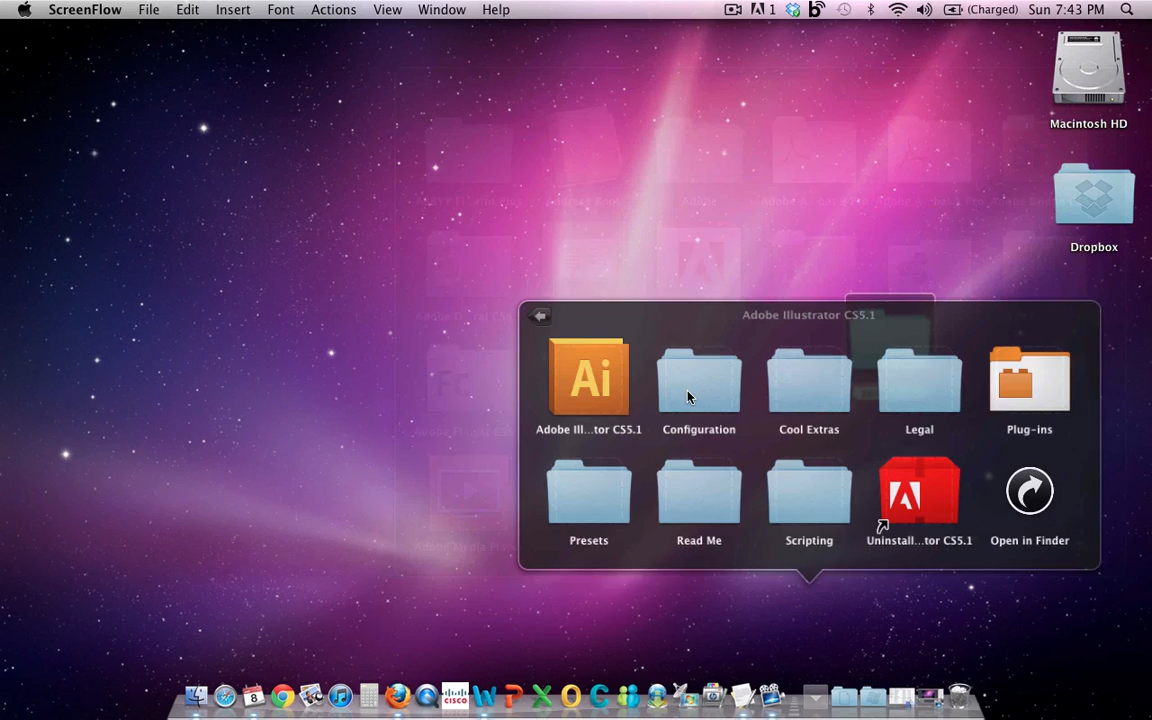 ScreenFlow File Edit Insert Font Actions View Window Help 1 (Charged) Sun 7:43 PM
Macintosh HD
Dropbox
Adobe Illustrator CS5.1
Ai
Adobe Ill...tor CS5.1 Configuration Cool Extras Legal Plug-ins
Presets Read Me Scripting Uninstall...tor CS5.1 Open in Finder
8
CISCO